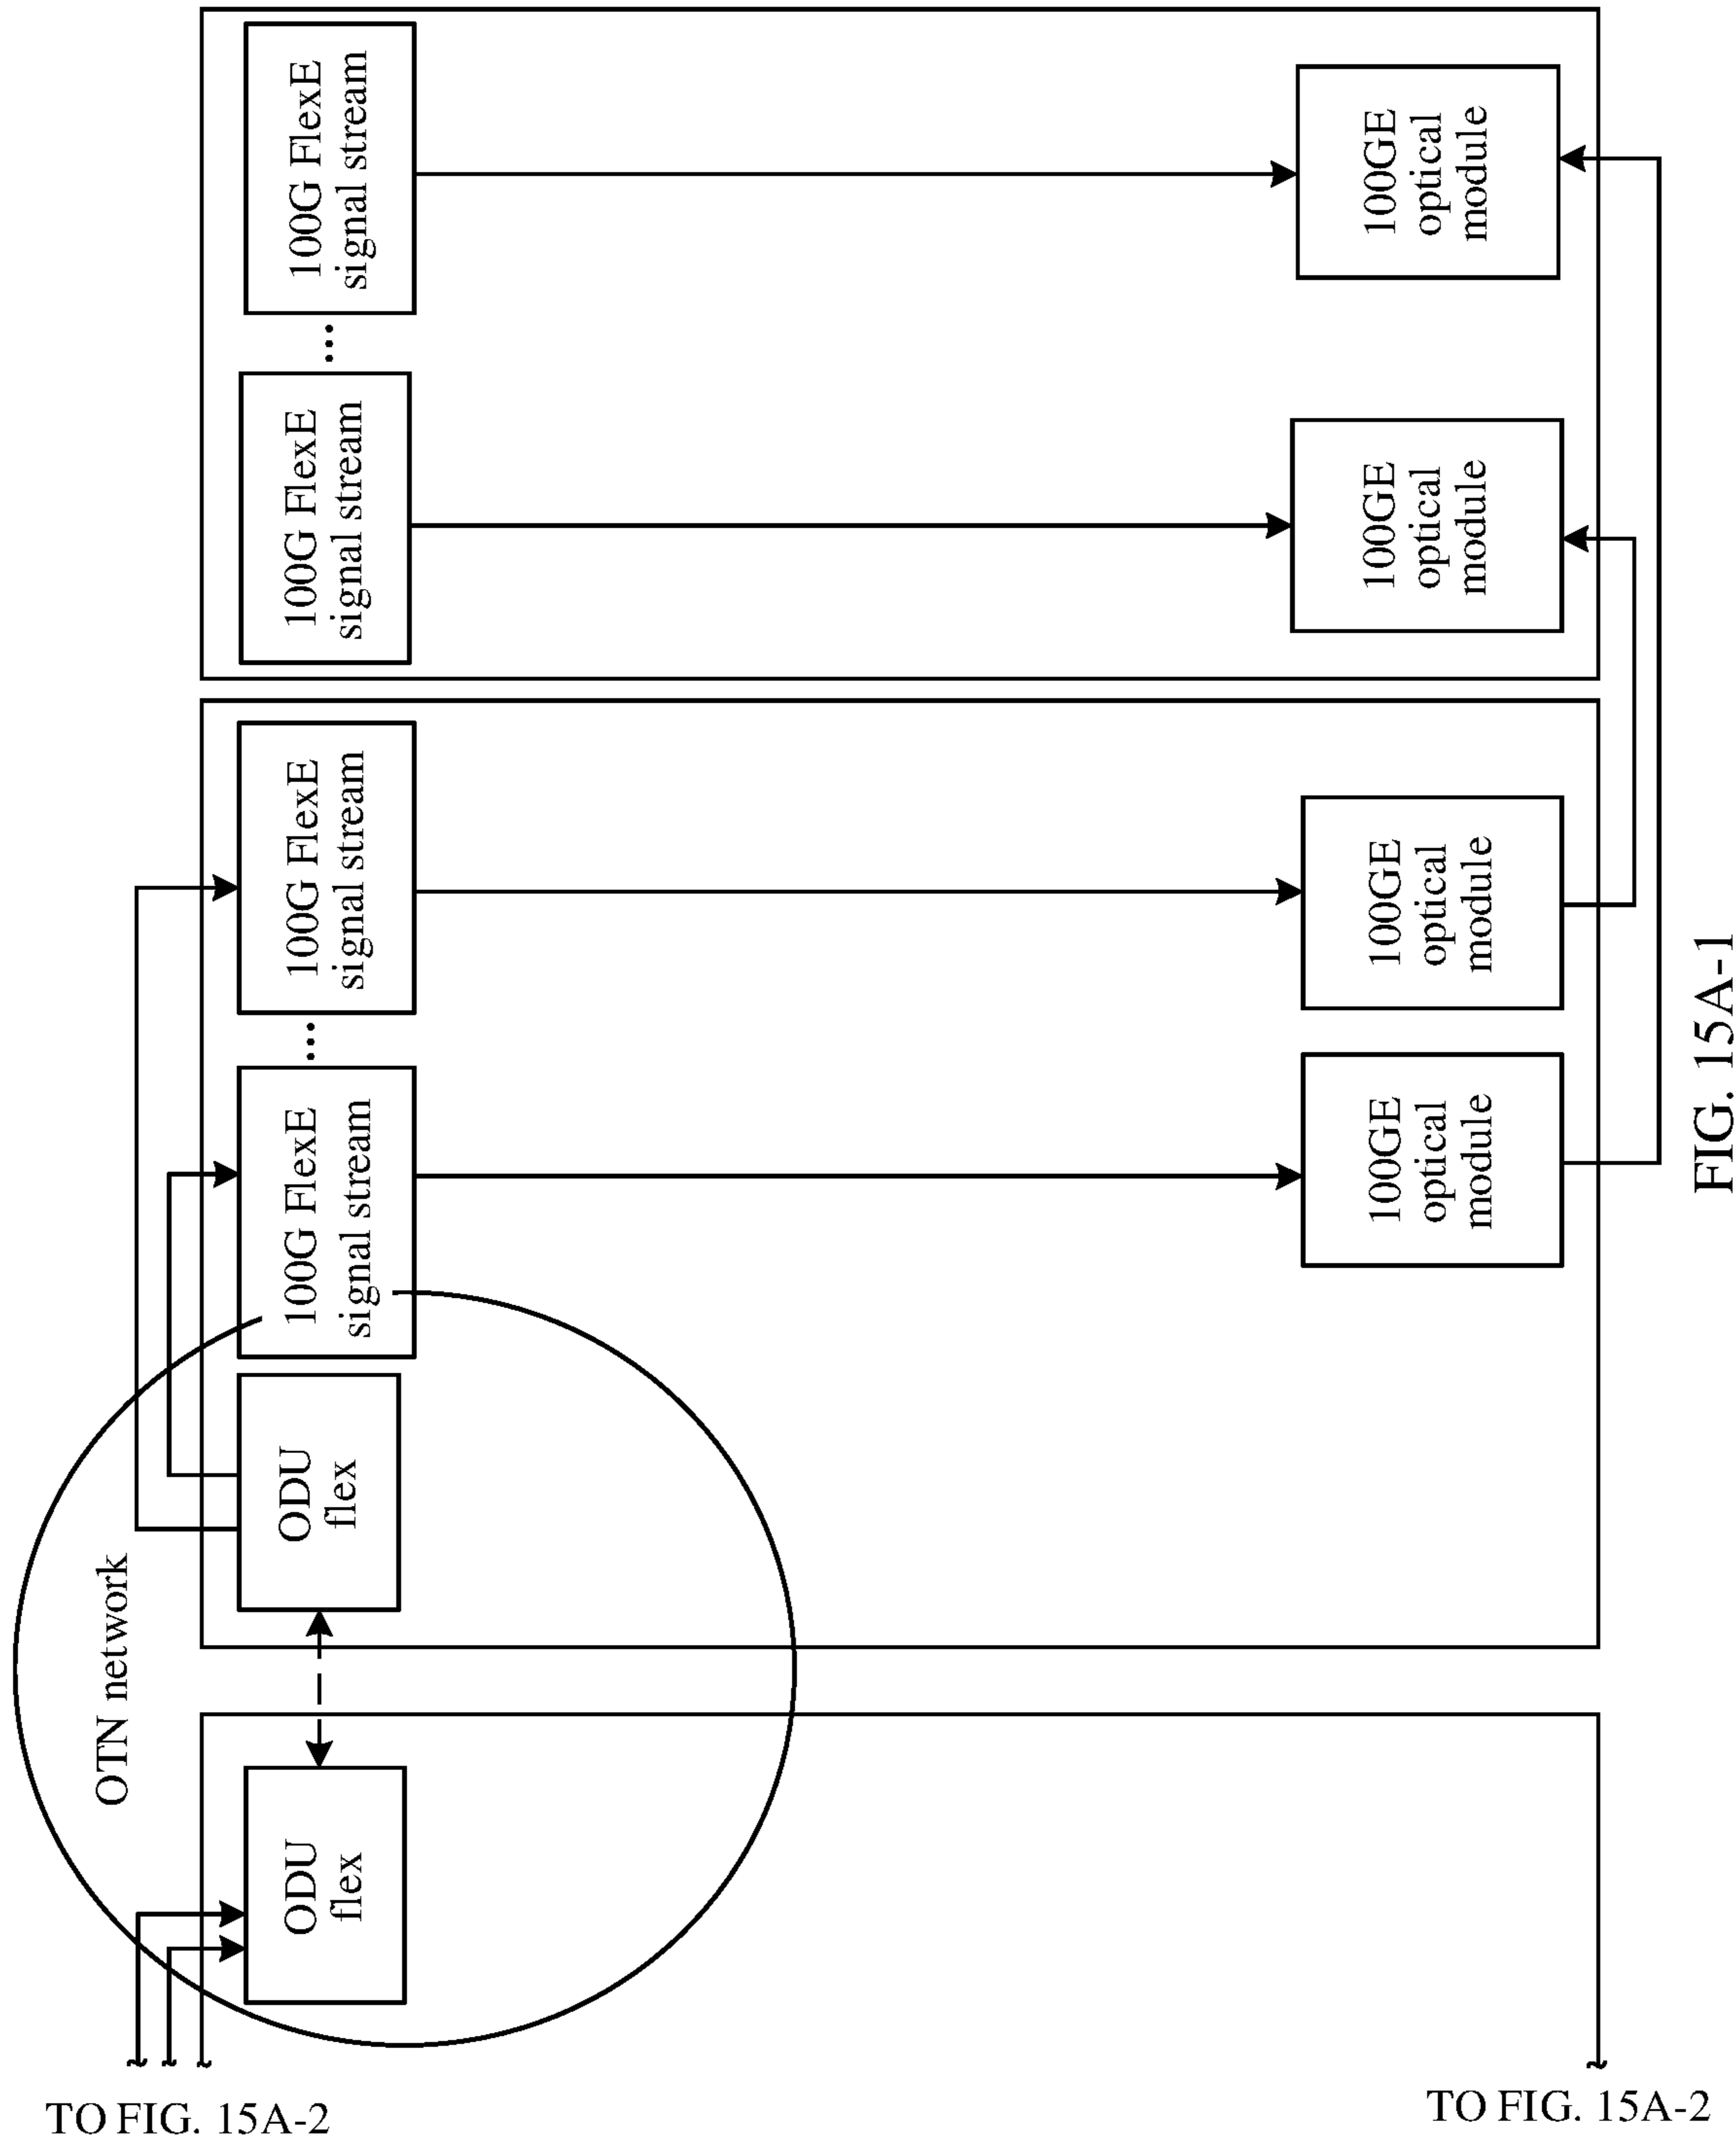 100G FlexE
signal stream
...
100G FlexE
signal stream
100GE
optical
module
100GE
optical
module
100G FlexE
signal stream
...
100G FlexE
signal stream
100GE
optical
module
100GE
optical
module
ODU
flex
OTN network
ODU
flex
TO FIG. 15A-2
TO FIG. 15A-2
FIG. 15A-1